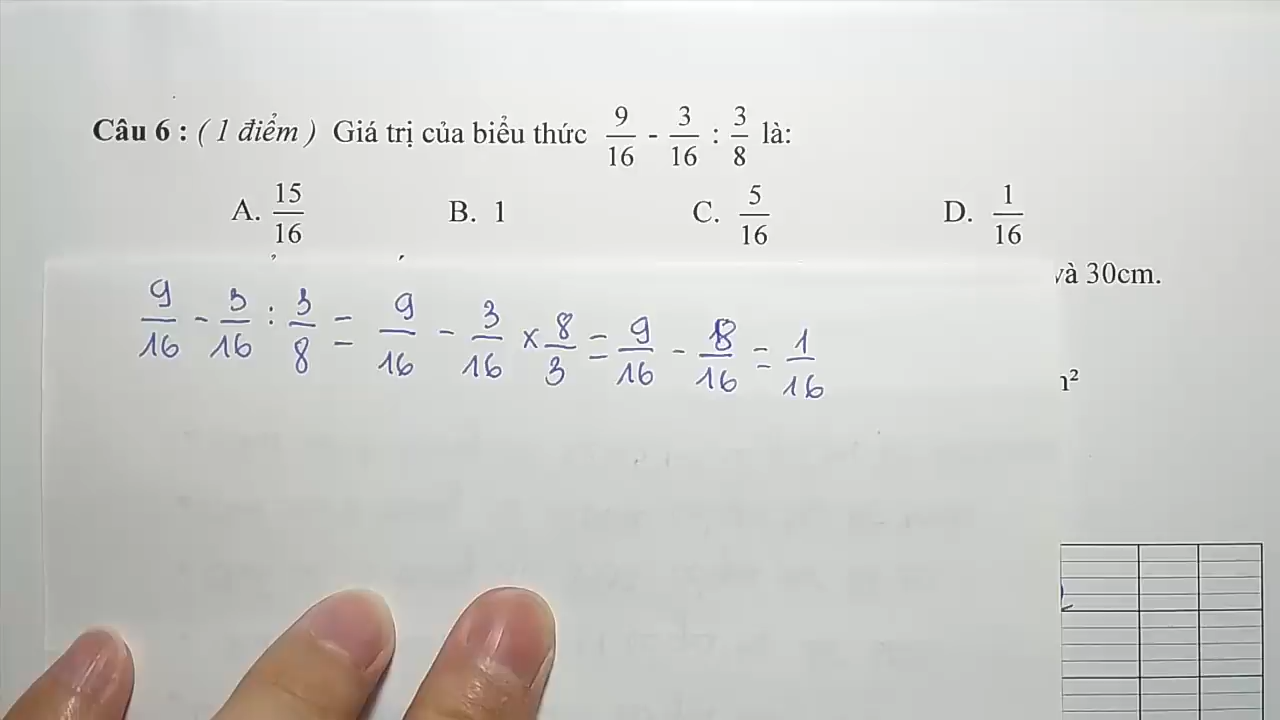 Câu 6 : ( 1 điểm ) Giá trị của biểu thức 9/16 - 3/16 : 3/8 là:
A. 15/16 B. 1 C. 5/16 D. 1/16
và 30cm.
9/16 - 3/16 : 3/8 = 9/16 - 3/16 x 8/3 = 9/16 - 8/16 = 1/16